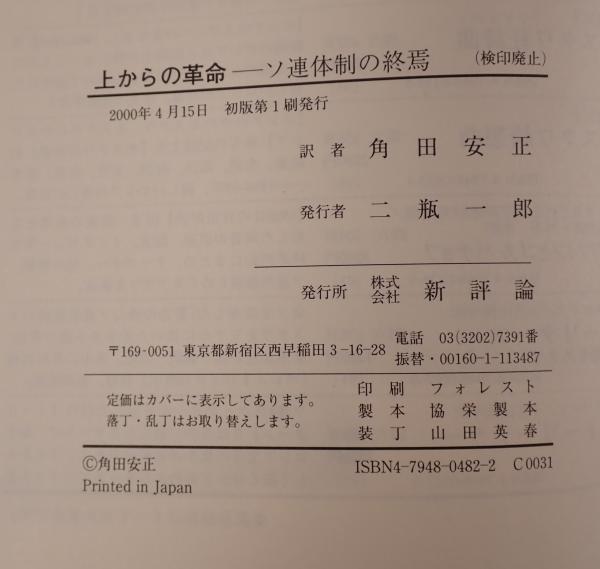 上からの革命——ソ連体制の終焉 (検印廃止)
2000年4月15日 初版第1刷発行
訳者 角田安正
発行者 二瓶一郎
発行所 株式会社 新評論
〒169-0051 東京都新宿区西早稲田3-16-28
電話 03(3202)7391番
振替・00160-1-113487
定価はカバーに表示してあります。
落丁・乱丁はお取り替えします。
印刷 フォレスト
製本 協栄製本
装丁 山田英春
©角田安正
Printed in Japan
ISBN4-7948-0482-2 C0031